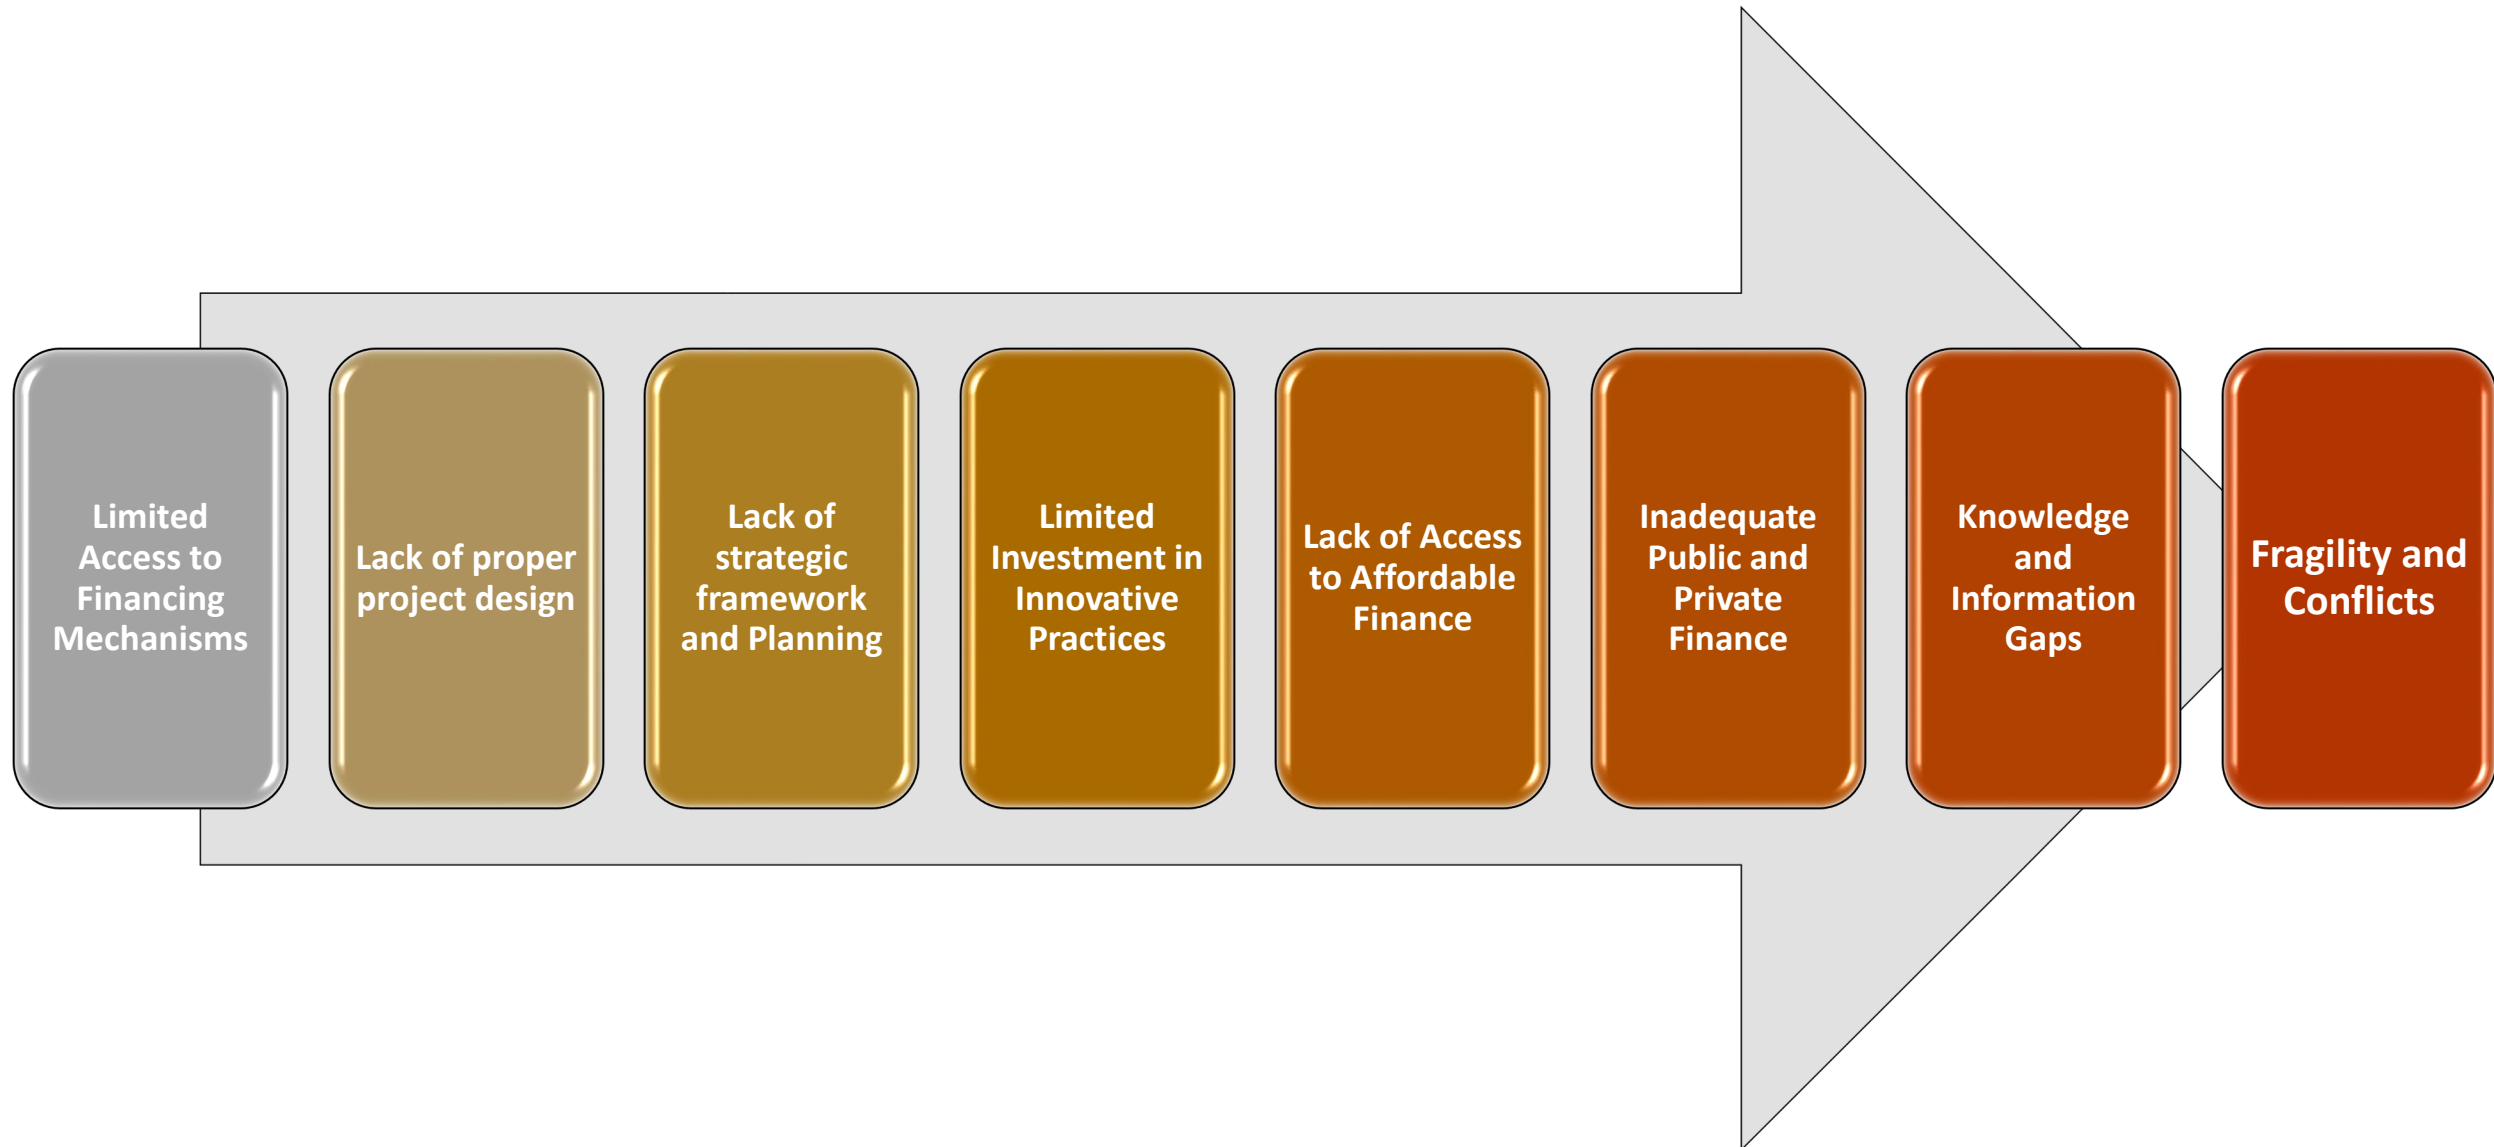 Limited
Access to
Financing
Mechanisms
Lack of proper
project design
Lack of
strategic
framework
and Planning
Limited
Investment in
Innovative
Practices
Lack of Access
to Affordable
Finance
Inadequate
Public and
Private
Finance
Knowledge
and
Information
Gaps
Fragility and
Conflicts